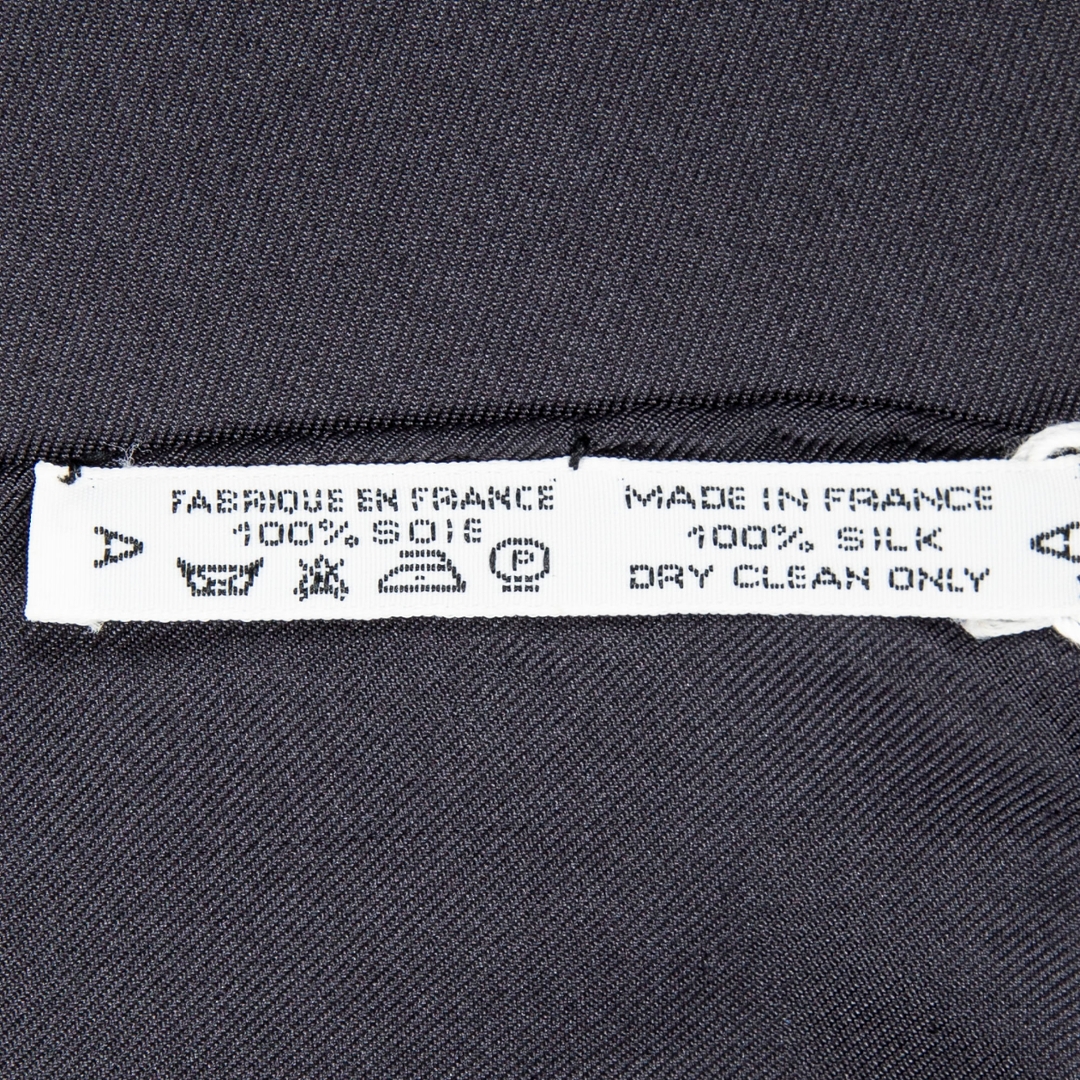 A
FABRIQUE EN FRANCE
100% SOIE
P
MADE IN FRANCE
100% SILK
DRY CLEAN ONLY
A